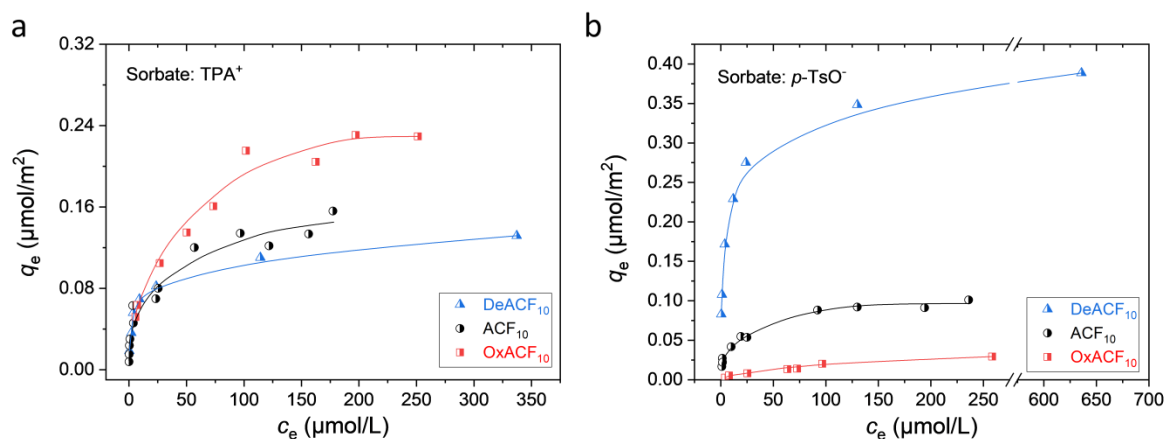 a
0.32
0.24
0.16
0.08
0.00
qe (μmol/m²)
Sorbate: TPA⁺
DeACF₁₀
ACF₁₀
OxACF₁₀
0 50 100 150 200 250 300 350
cₑ (μmol/L)
b
0.40
0.35
0.30
0.25
0.20
0.15
0.10
0.05
0.00
qe (μmol/m²)
Sorbate: p-TsO⁻
DeACF₁₀
ACF₁₀
OxACF₁₀
0 50 100 150 200 250 600 650 700
cₑ (μmol/L)